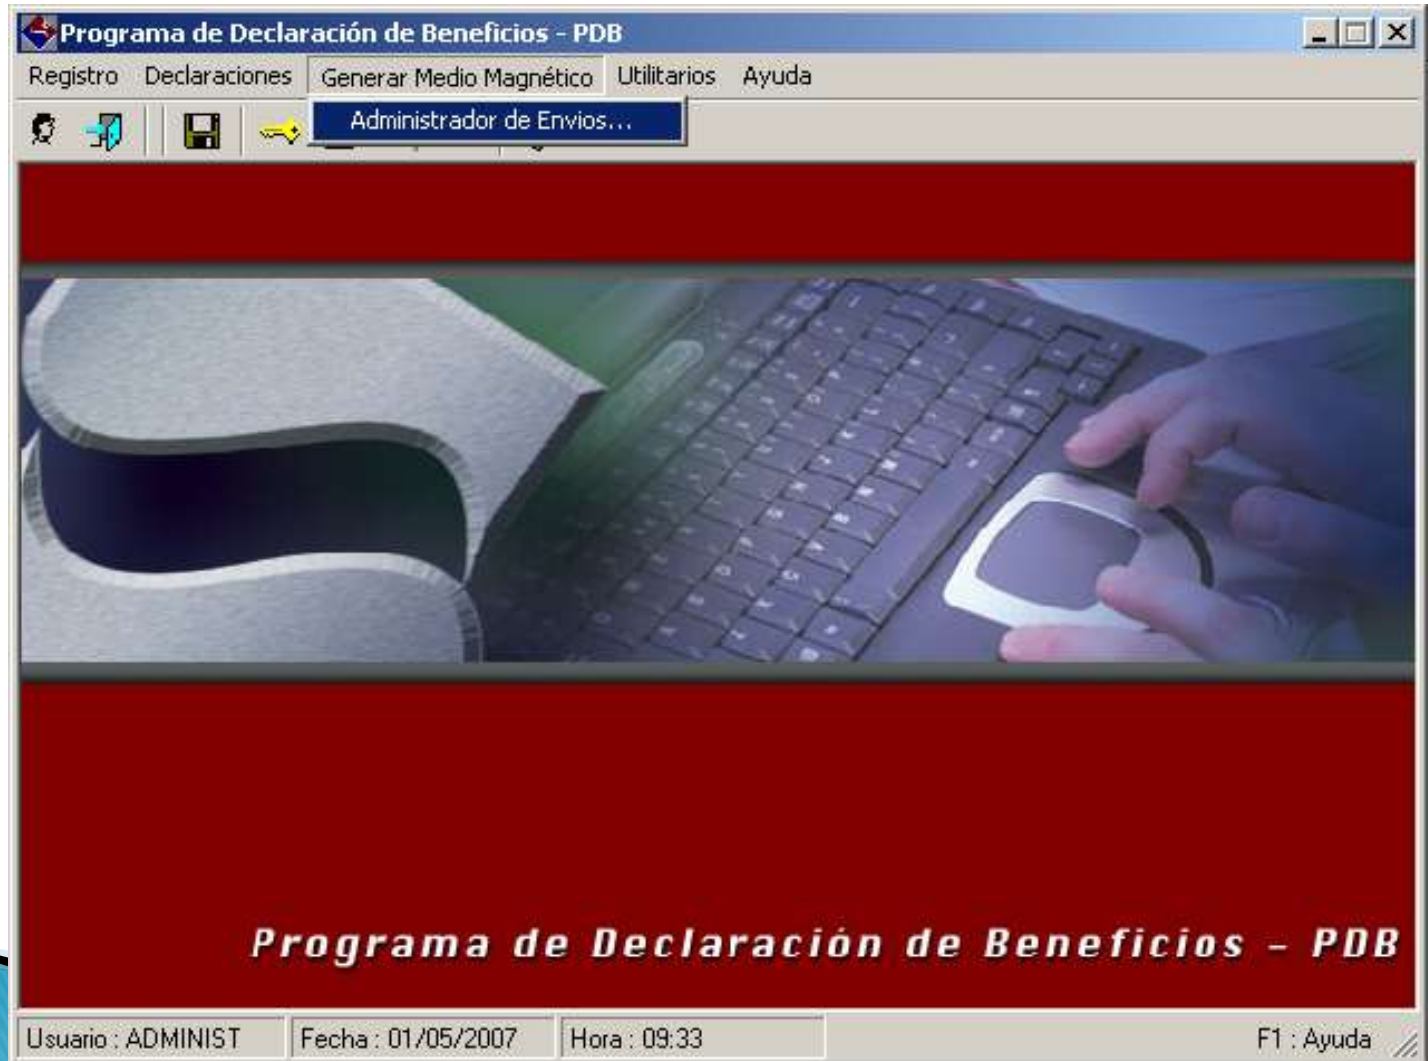 Programa de Declaración de Beneficios - PDB
Registro Declaraciones Generar Medio Magnético Utilitarios Ayuda
Administrador de Envios...
Programa de Declaración de Beneficios - PDB
Usuario : ADMINIST Fecha : 01/05/2007 Hora : 09:33 F1 : Ayuda